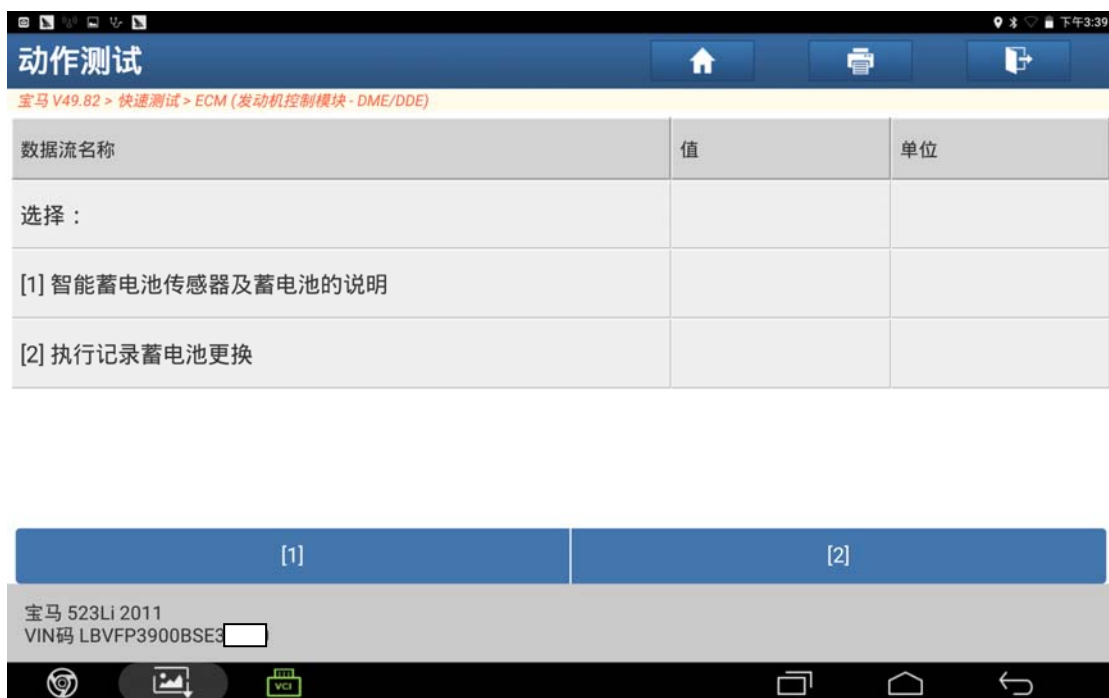 下午3:39
动作测试
宝马 V49.82 > 快速测试 > ECM (发动机控制模块 - DME/DDE)
数据流名称 值 单位
选择：
[1] 智能蓄电池传感器及蓄电池的说明
[2] 执行记录蓄电池更换
[1] [2]
宝马 523Li 2011
VIN码 LBVFP3900BSE3
VCI